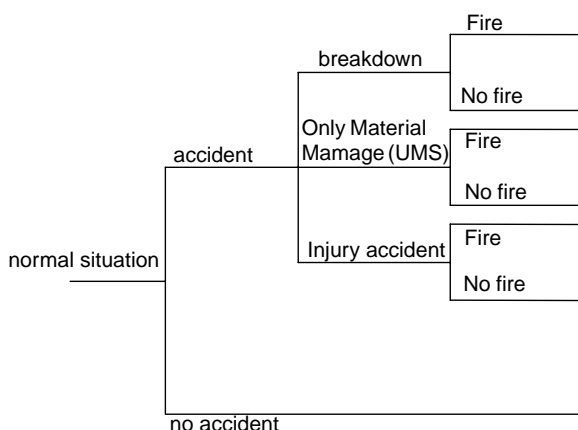 Fire
breakdown
No fire
Only Material
Mamage (UMS)
Fire
accident
No fire
Fire
Injury accident
normal situation
No fire
no accident